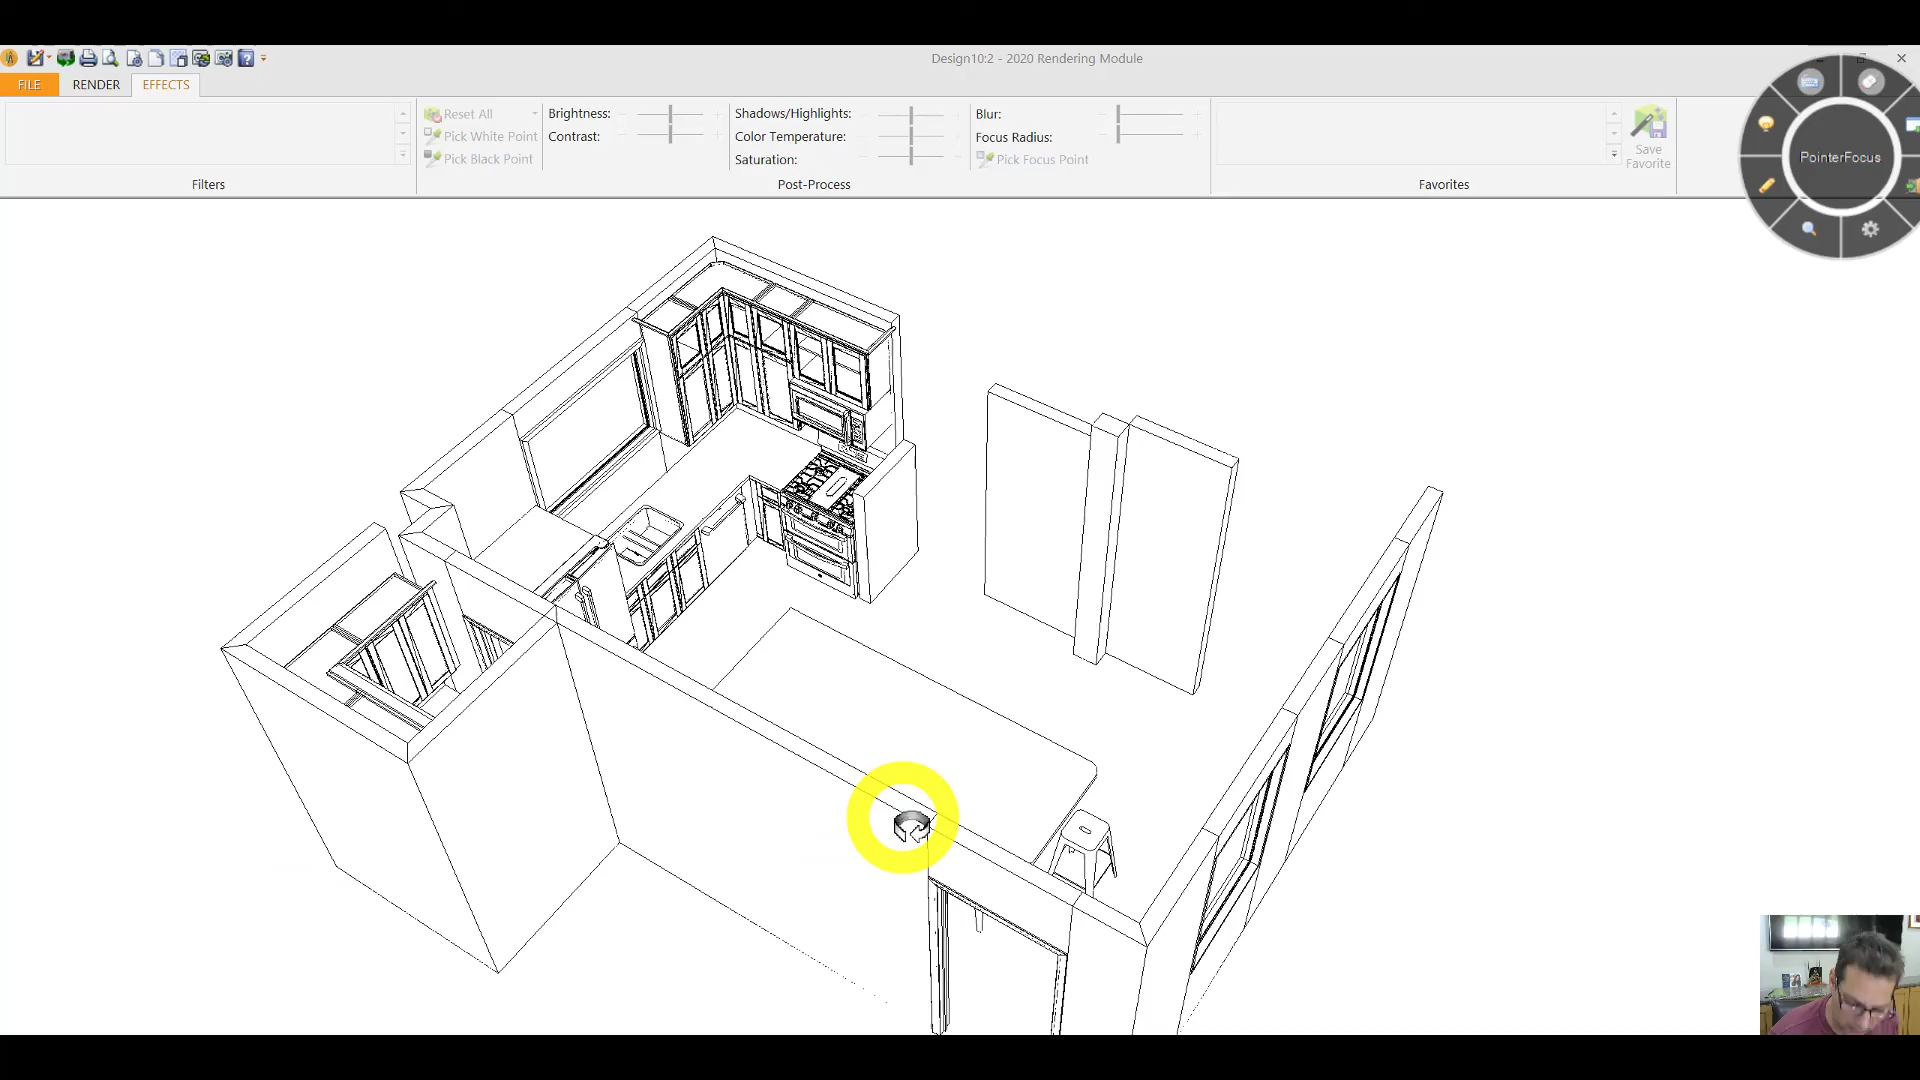 Design10:2 - 2020 Rendering Module
FILE RENDER EFFECTS
Reset All
Pick White Point
Pick Black Point
Brightness:
Contrast:
Shadows/Highlights:
Color Temperature:
Saturation:
Blur:
Focus Radius:
Pick Focus Point
Save
Favorite
Filters
Post-Process
Favorites
PointerFocus